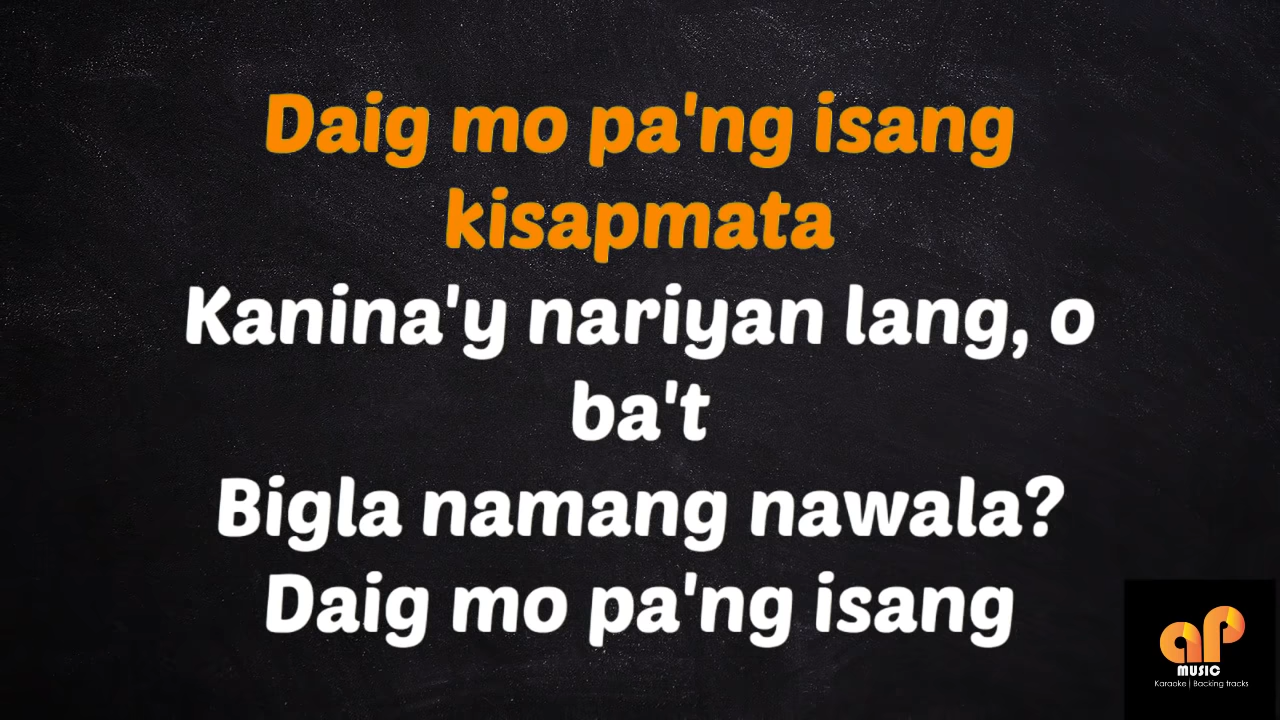 Daig mo pa'ng isang
kisapmata
Kanina'y nariyan lang, o
ba't
Bigla namang nawala?
Daig mo pa'ng isang
ap
MUSIC
Karaoke | Backing tracks